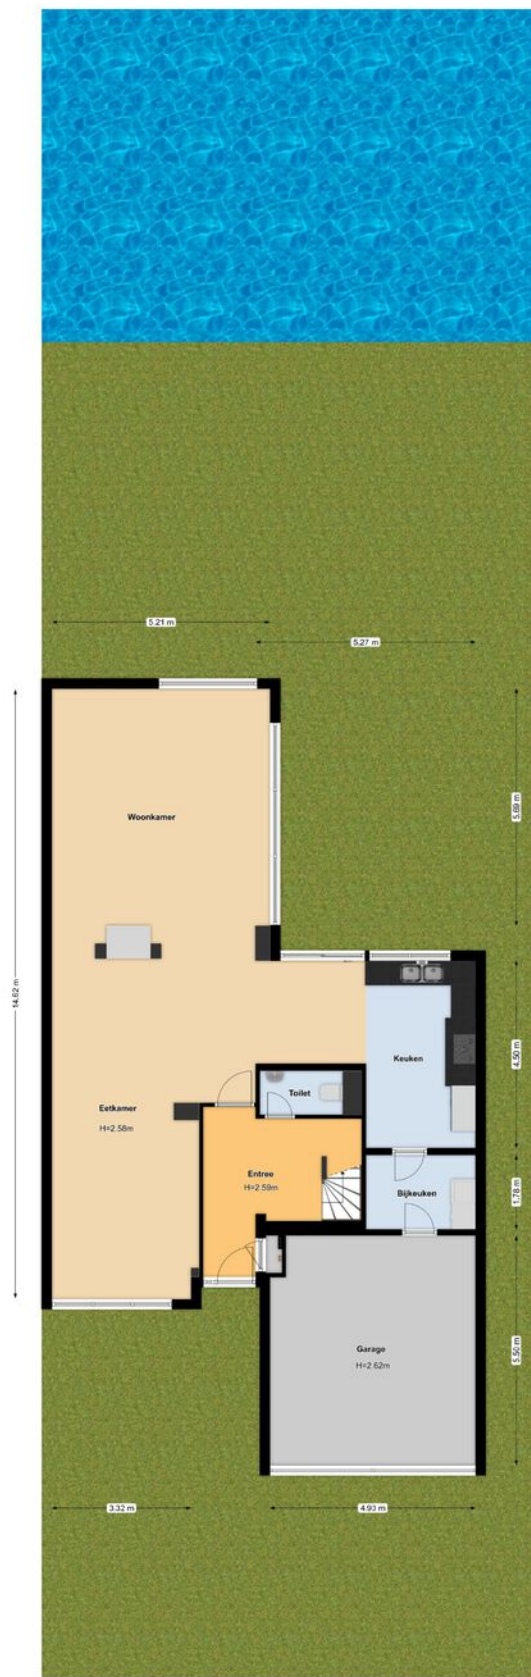 5.21 m
5.27 m
Woonkamer
5.69 m
14.62 m
4.50 m
Keuken
Toilet
Eetkamer
H=2.58m
Entree
H=2.59m
Bijkeuken
1.78 m
Garage
H=2.62m
5.50 m
3.32 m
4.93 m